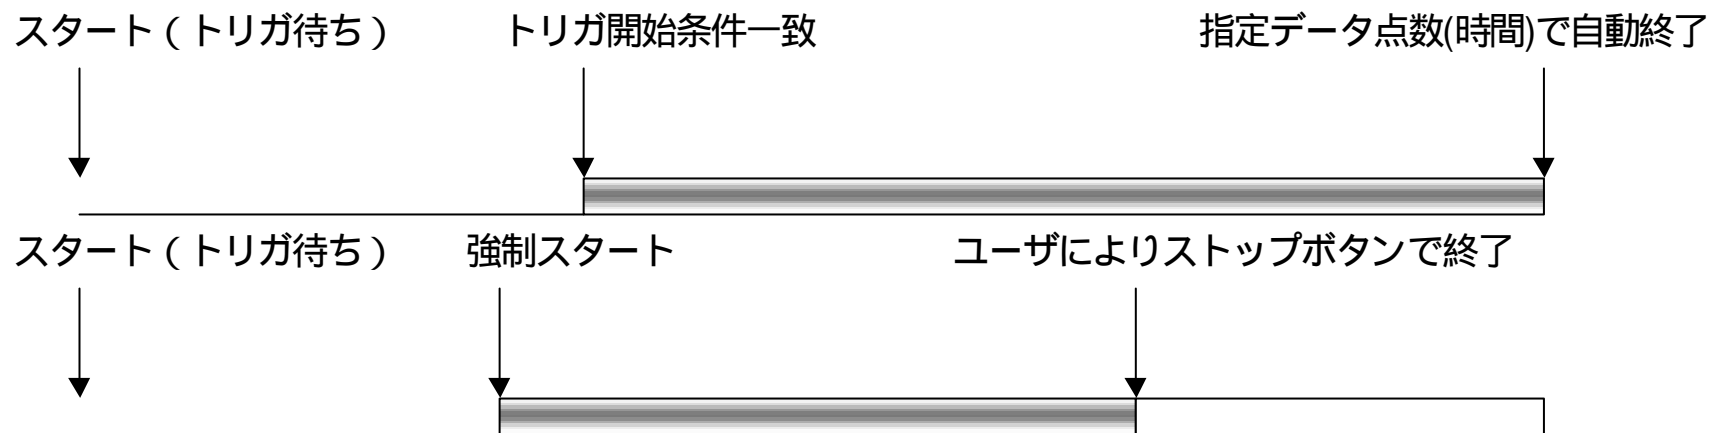 スタート（トリガ待ち）　トリガ開始条件一致　指定データ点数(時間)で自動終了
スタート（トリガ待ち）　強制スタート　ユーザによりストップボタンで終了